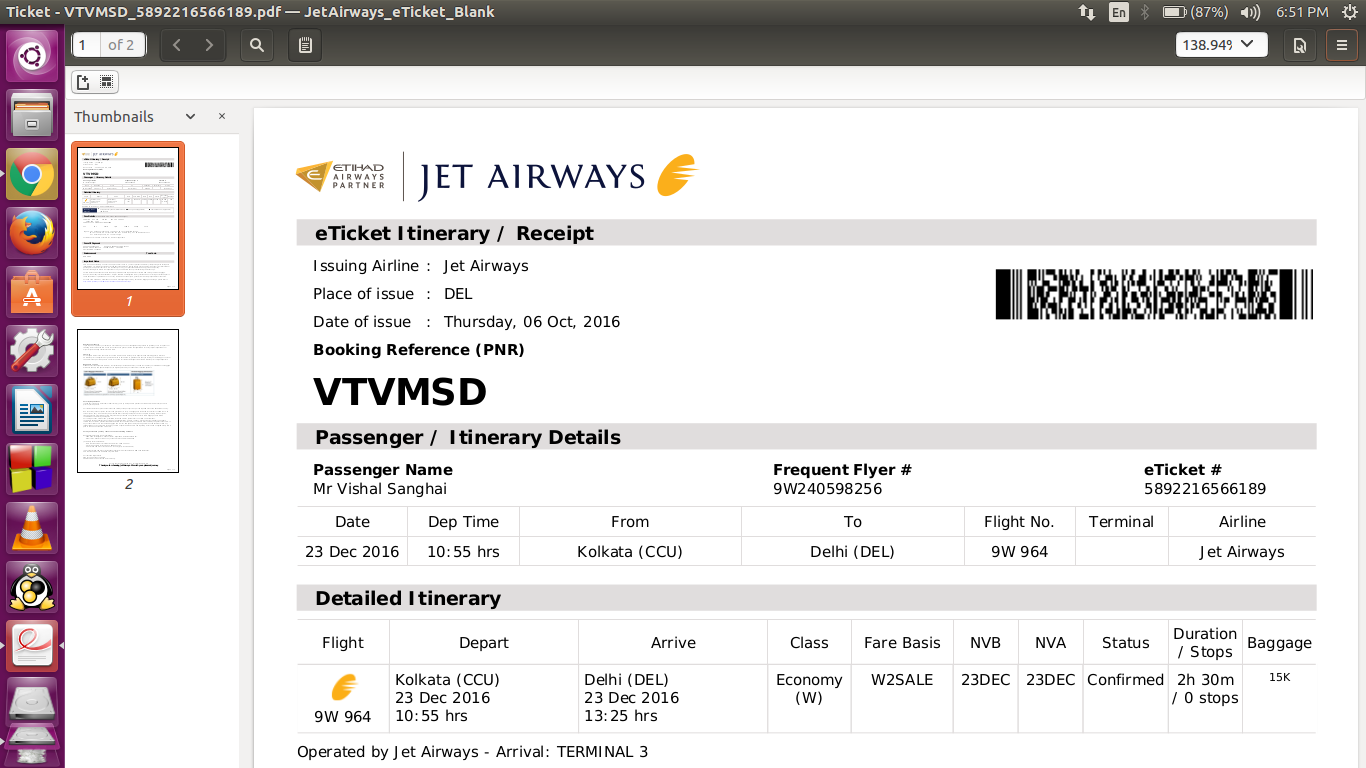 Ticket - VTVMSD_5892216566189.pdf — JetAirways_eTicket_Blank En (87%) 6:51 PM
1 of 2 138.94%
Thumbnails ×
1
2
ETIHAD
AIRWAYS
PARTNER
JET AIRWAYS
eTicket Itinerary / Receipt
Issuing Airline : Jet Airways
Place of issue : DEL
Date of issue : Thursday, 06 Oct, 2016
Booking Reference (PNR)
VTVMSD
Passenger / Itinerary Details
Passenger Name Frequent Flyer # eTicket #
Mr Vishal Sanghai 9W240598256 5892216566189
Date Dep Time From To Flight No. Terminal Airline
23 Dec 2016 10:55 hrs Kolkata (CCU) Delhi (DEL) 9W 964 Jet Airways
Detailed Itinerary
Flight Depart Arrive Class Fare Basis NVB NVA Status Duration / Stops Baggage
Kolkata (CCU) Delhi (DEL) Economy W2SALE 23DEC 23DEC Confirmed 2h 30m 15K
23 Dec 2016 23 Dec 2016 (W) / 0 stops
9W 964 10:55 hrs 13:25 hrs
Operated by Jet Airways - Arrival: TERMINAL 3